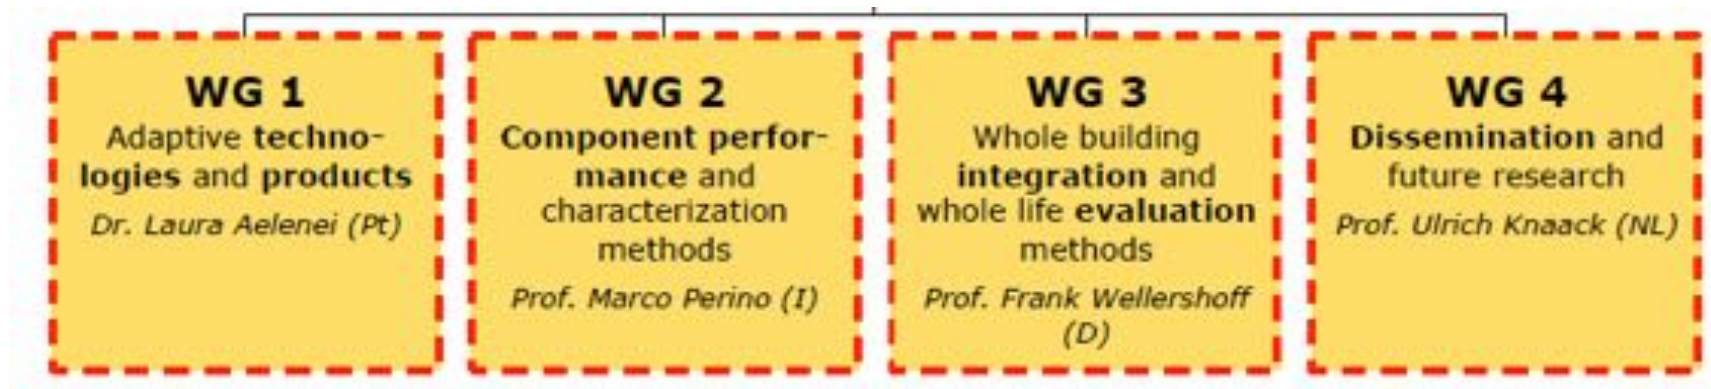 WG 1
Adaptive techno-
logies and products
Dr. Laura Aelenei (Pt)
WG 2
Component perfor-
mance and
characterization
methods
Prof. Marco Perino (I)
WG 3
Whole building
integration and
whole life evaluation
methods
Prof. Frank Wellershoff
(D)
WG 4
Dissemination and
future research
Prof. Ulrich Knaack (NL)